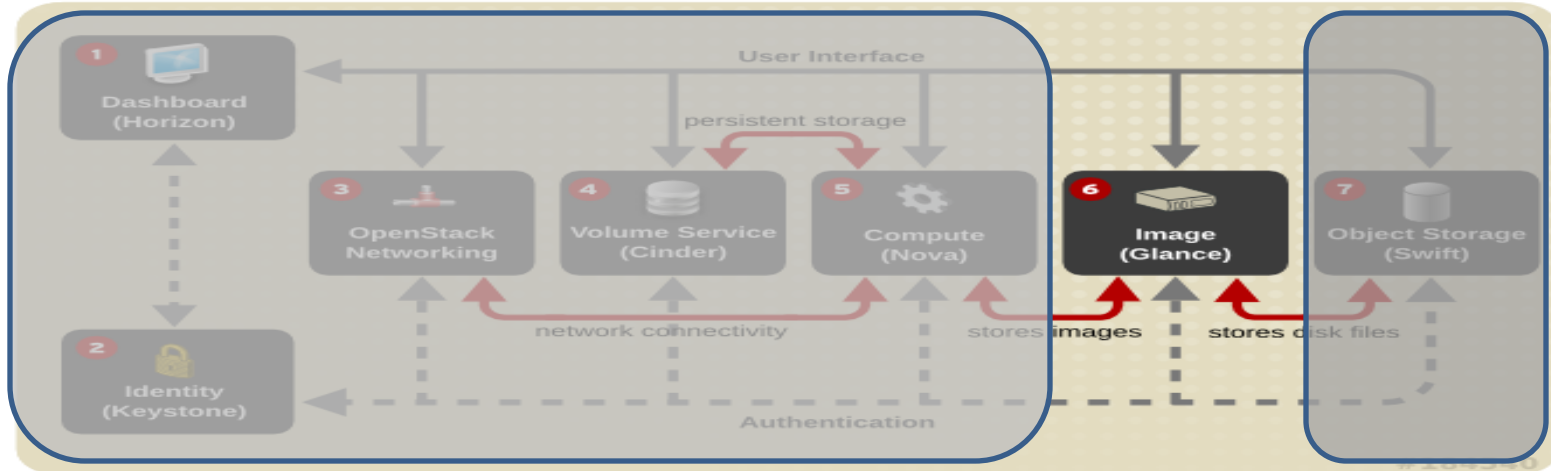 User Interface
1
Dashboard
(Horizon)
persistent storage
3
OpenStack
Networking
4
Volume Service
(Cinder)
5
Compute
(Nova)
6
Image
(Glance)
7
Object Storage
(Swift)
network connectivity
stores images
stores disk files
2
Identity
(Keystone)
Authentication